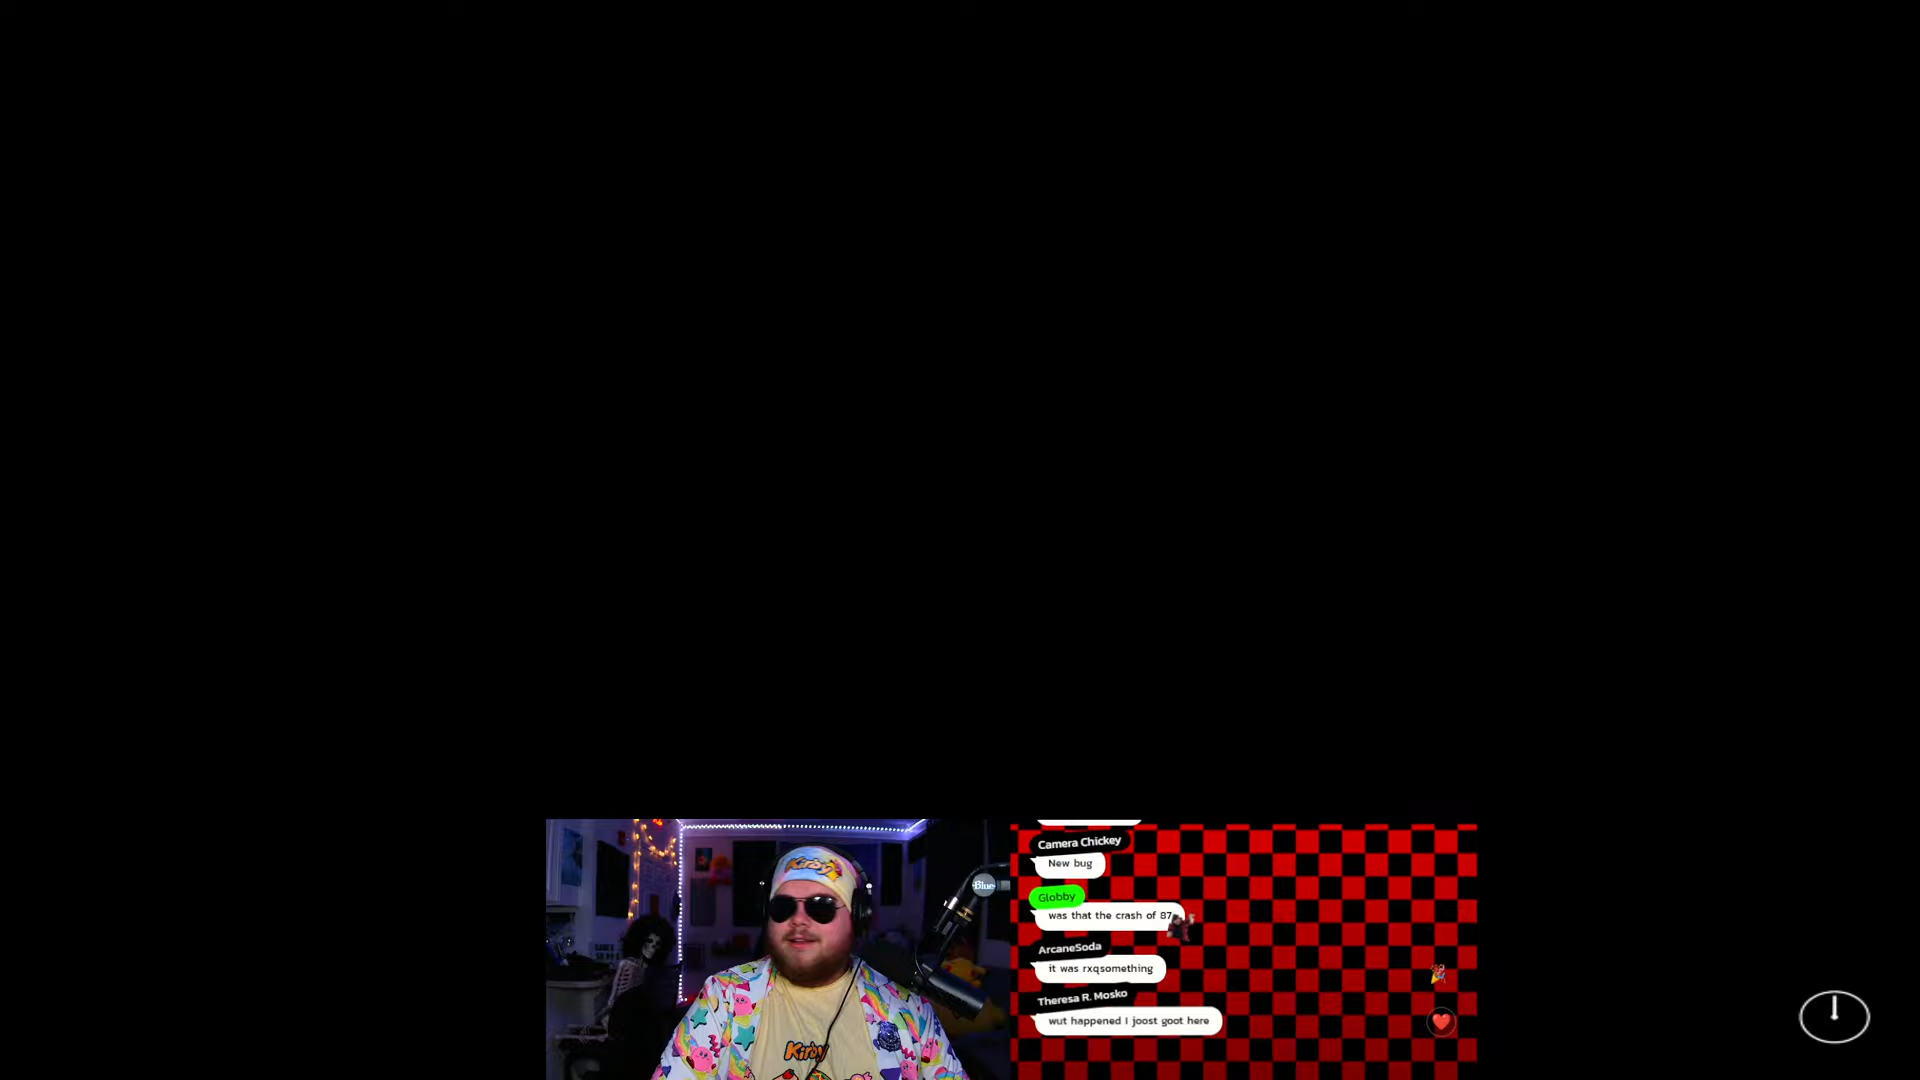 Camera Chickey
New bug
Globby
was that the crash of 87
ArcaneSoda
it was rxqsomething
Theresa R. Mosko
wut happened I joost goot here
Kirby
Blue
Kirby